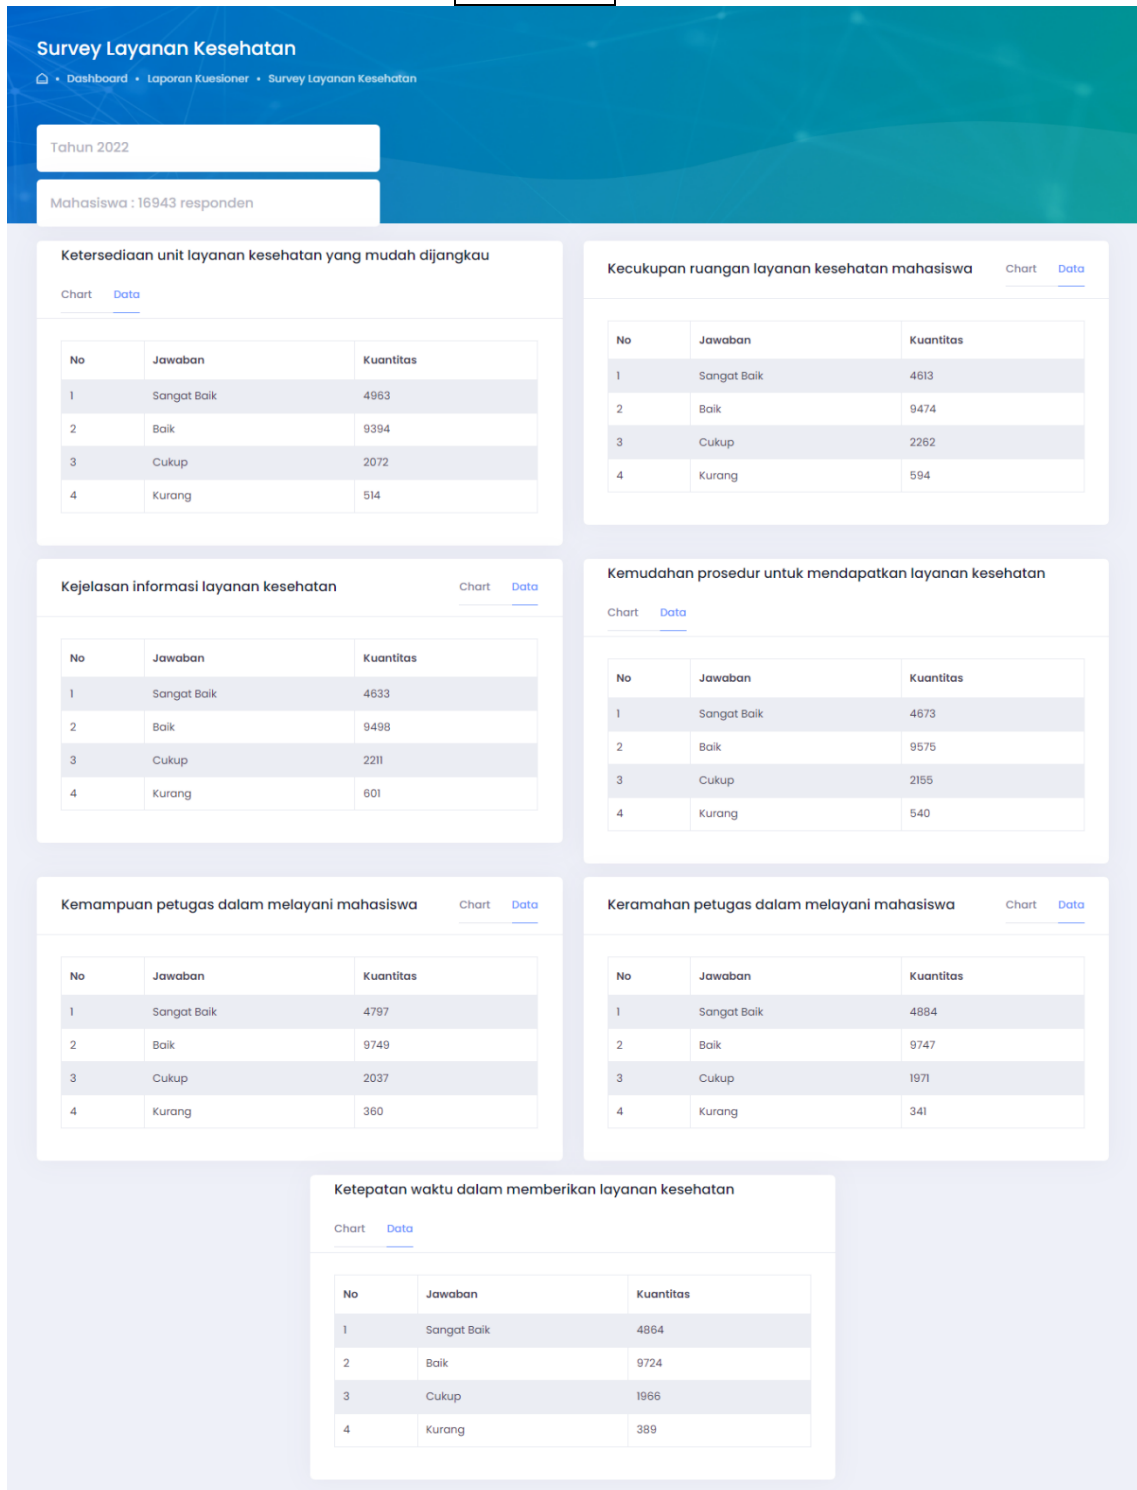 Survey Layanan Kesehatan
• Dashboard • Laporan Kuesioner • Survey Layanan Kesehatan
Tahun 2022
Mahasiswa : 16943 responden
Ketersediaan unit layanan kesehatan yang mudah dijangkau
Chart Data
No Jawaban Kuantitas
1 Sangat Baik 4963
2 Baik 9394
3 Cukup 2072
4 Kurang 514
Kecukupan ruangan layanan kesehatan mahasiswa Chart Data
No Jawaban Kuantitas
1 Sangat Baik 4613
2 Baik 9474
3 Cukup 2262
4 Kurang 594
Kejelasan informasi layanan kesehatan Chart Data
No Jawaban Kuantitas
1 Sangat Baik 4633
2 Baik 9498
3 Cukup 2211
4 Kurang 601
Kemudahan prosedur untuk mendapatkan layanan kesehatan
Chart Data
No Jawaban Kuantitas
1 Sangat Baik 4673
2 Baik 9575
3 Cukup 2155
4 Kurang 540
Kemampuan petugas dalam melayani mahasiswa Chart Data
No Jawaban Kuantitas
1 Sangat Baik 4797
2 Baik 9749
3 Cukup 2037
4 Kurang 360
Keramahan petugas dalam melayani mahasiswa Chart Data
No Jawaban Kuantitas
1 Sangat Baik 4884
2 Baik 9747
3 Cukup 1971
4 Kurang 341
Ketepatan waktu dalam memberikan layanan kesehatan
Chart Data
No Jawaban Kuantitas
1 Sangat Baik 4864
2 Baik 9724
3 Cukup 1966
4 Kurang 389